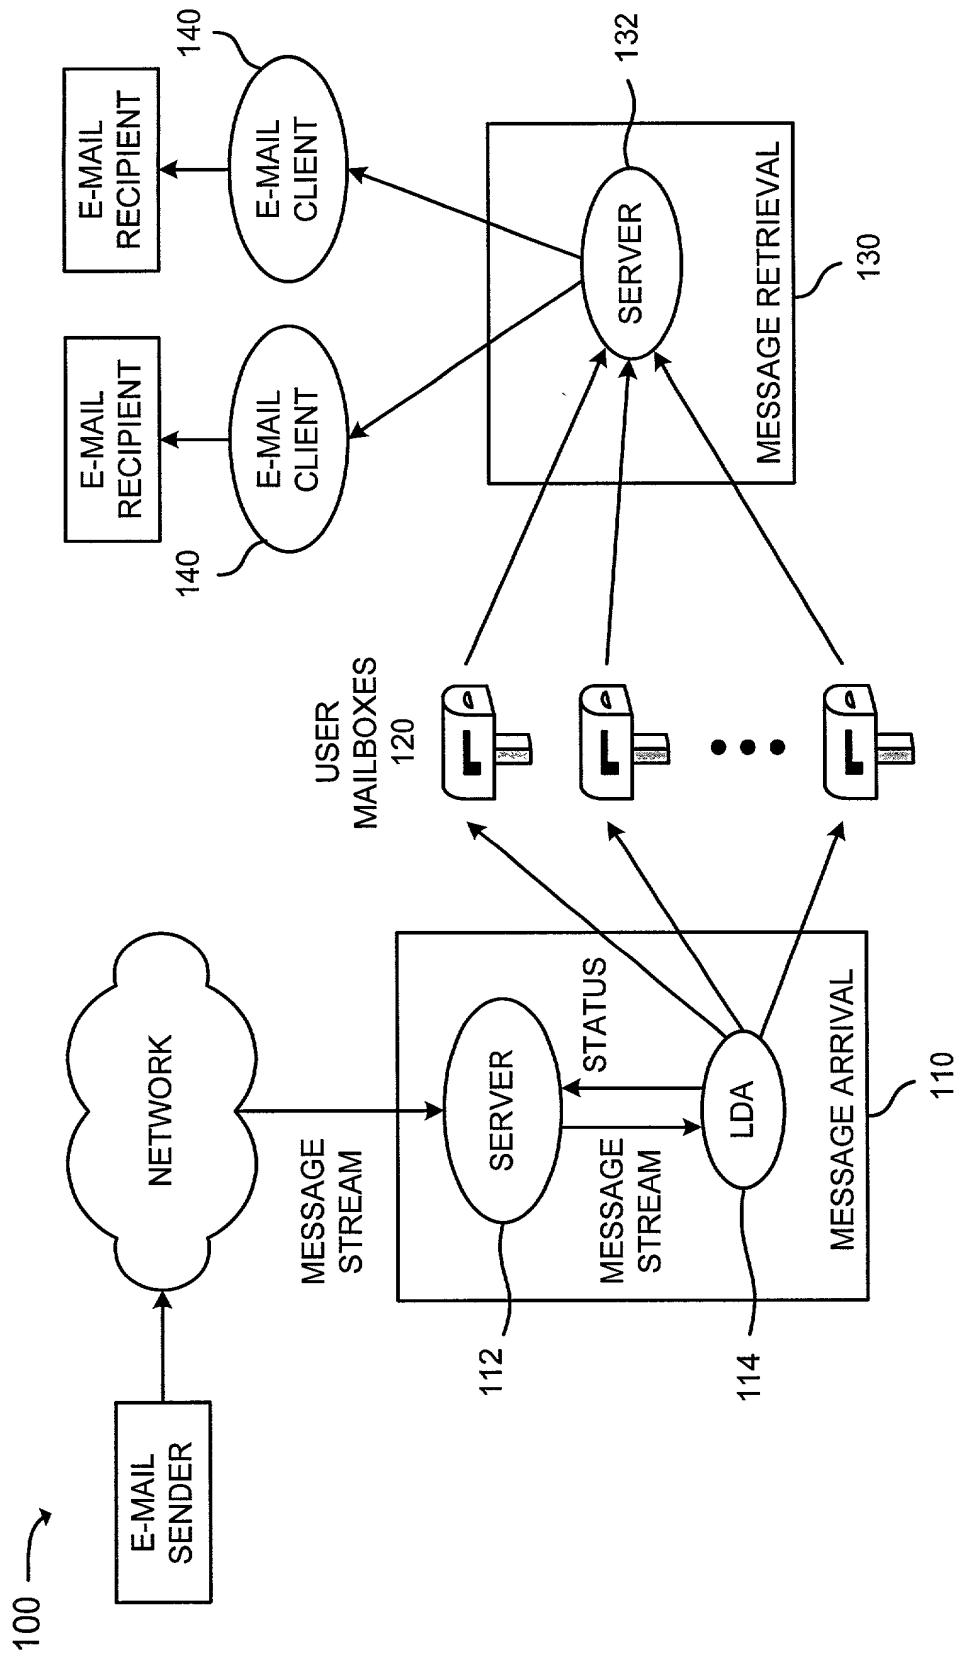 100
E-MAIL
SENDER
NETWORK
MESSAGE
STREAM
112
SERVER
MESSAGE
STREAM
STATUS
114
LDA
MESSAGE ARRIVAL
110
USER
MAILBOXES
120
E-MAIL
RECIPIENT
E-MAIL
RECIPIENT
140
E-MAIL
CLIENT
140
E-MAIL
CLIENT
132
SERVER
MESSAGE RETRIEVAL
130